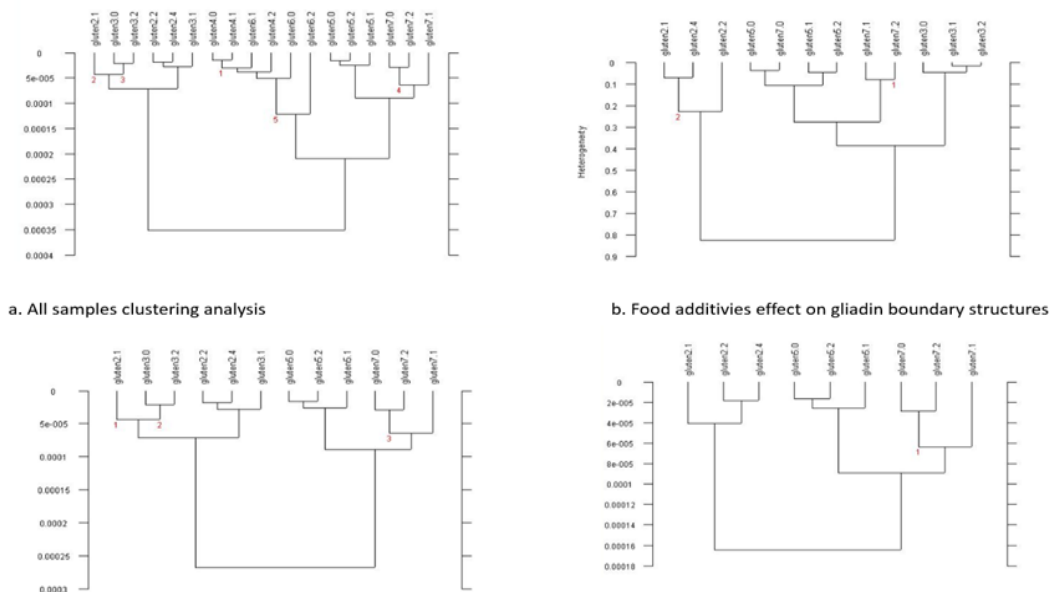 gluten2.1
gluten3.0
gluten3.2
gluten2.2
gluten2.4
gluten3.1
gluten4.0
gluten4.1
gluten6.1
gluten4.2
gluten6.0
gluten6.2
gluten5.0
gluten5.2
gluten5.1
gluten7.0
gluten7.2
gluten7.1
0
5e-005
0.0001
0.00015
0.0002
0.00025
0.0003
0.00035
0.0004
2
3
1
4
5
gluten2.1
gluten2.4
gluten2.2
gluten5.0
gluten7.0
gluten5.1
gluten5.2
gluten7.1
gluten7.2
gluten3.0
gluten3.1
gluten3.2
Heterogeneity
0
0.1
0.2
0.3
0.4
0.5
0.6
0.7
0.8
0.9
1
2
a. All samples clustering analysis
b. Food additivies effect on gliadin boundary structures
gluten2.1
gluten3.0
gluten3.2
gluten2.2
gluten2.4
gluten3.1
gluten5.0
gluten5.2
gluten5.1
gluten7.0
gluten7.2
gluten7.1
0
5e-005
0.0001
0.00015
0.0002
0.00025
0.0003
1
2
3
gluten2.1
gluten2.2
gluten2.4
gluten5.0
gluten5.2
gluten5.1
gluten7.0
gluten7.2
gluten7.1
0
2e-005
4e-005
6e-005
8e-005
0.0001
0.00012
0.00014
0.00016
0.00018
1